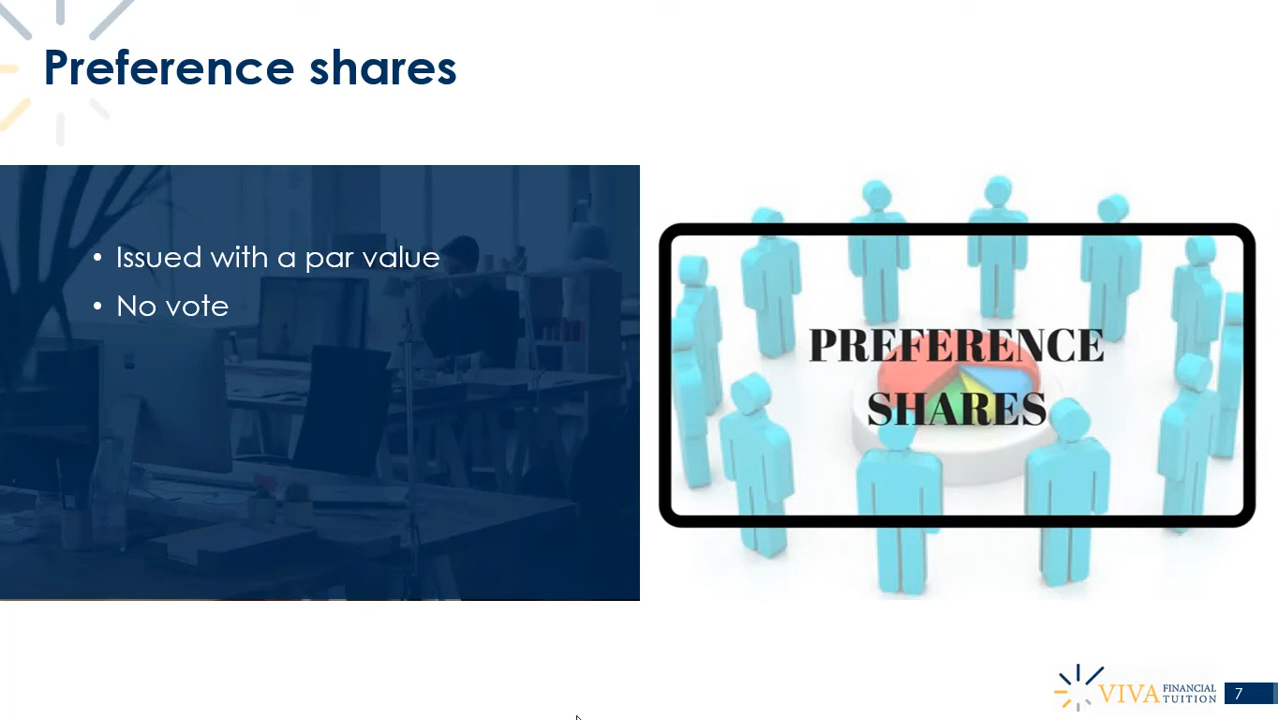 Preference shares
• Issued with a par value
• No vote
PREFERENCE
SHARES
VIVA FINANCIAL TUITION
7